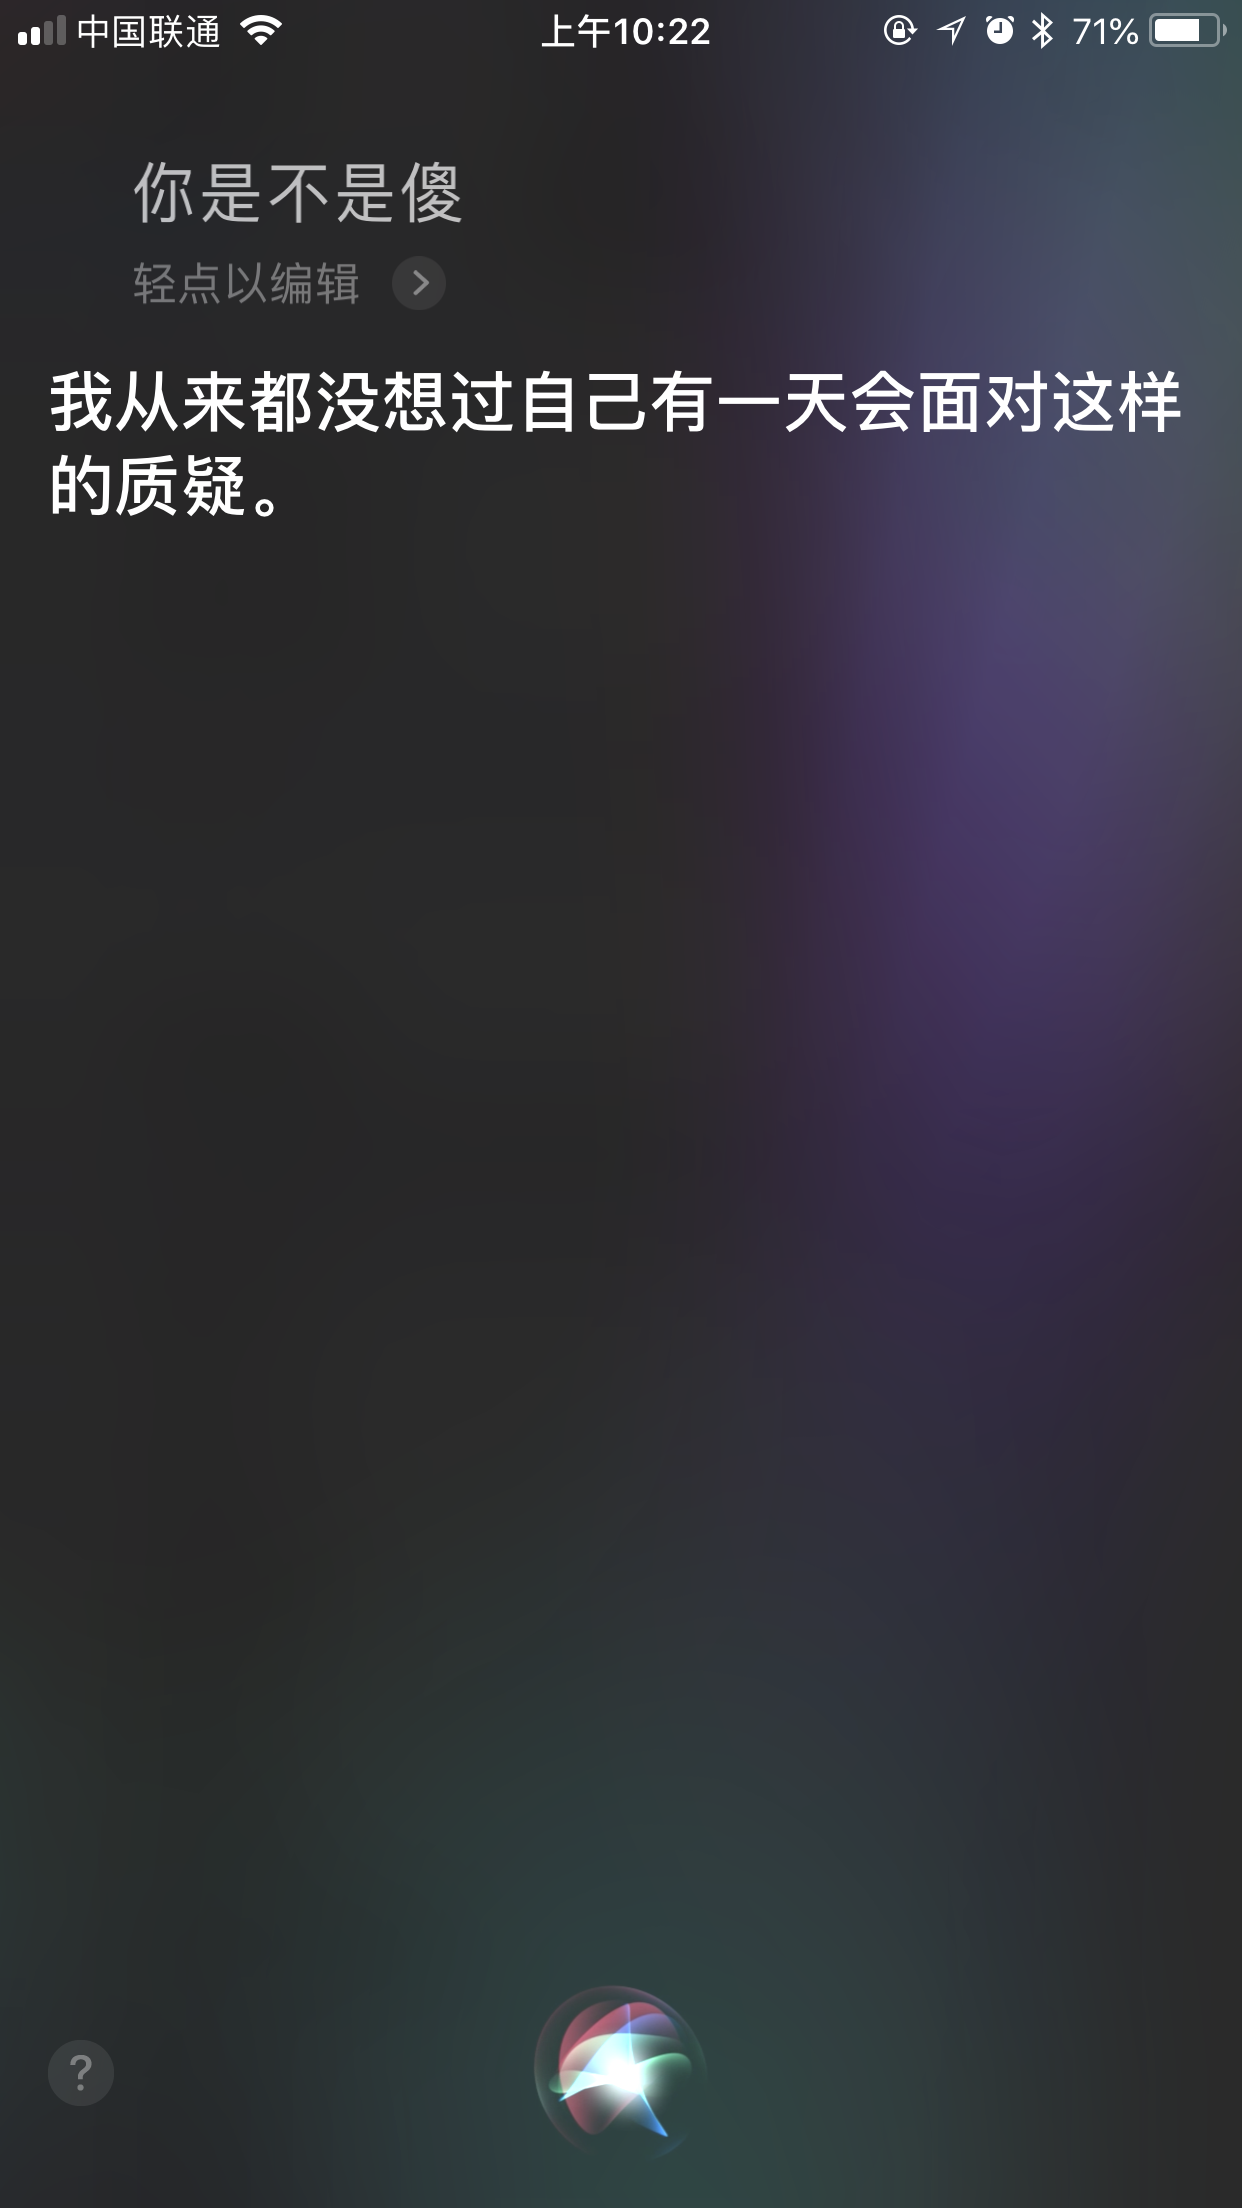 中国联通 上午10:22 71%
你是不是傻
轻点以编辑
我从来都没想过自己有一天会面对这样
的质疑。
?